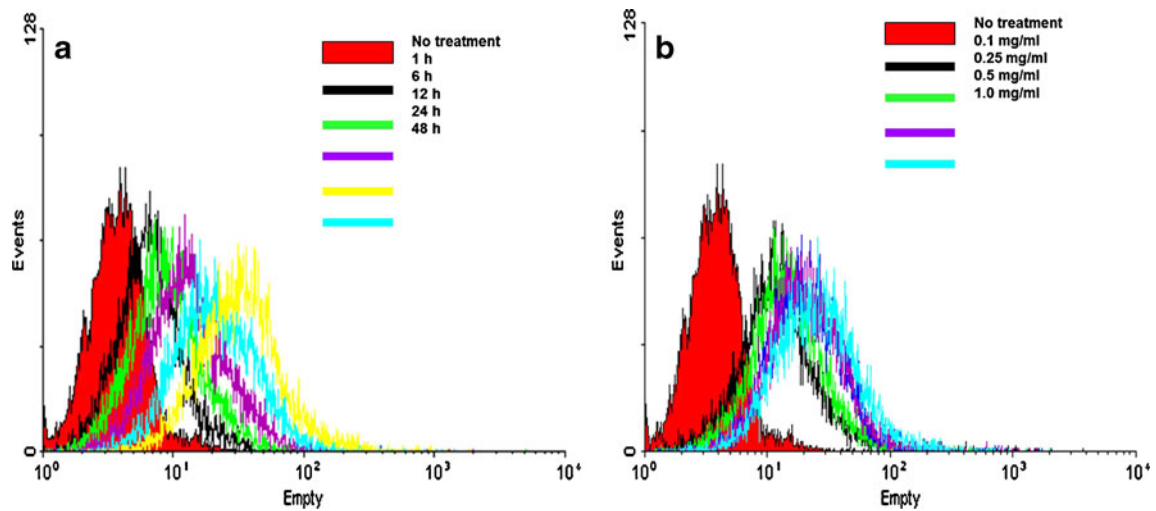 a
128
No treatment
1 h
6 h
12 h
24 h
48 h
Events
0
10⁰
10¹
10²
10³
10⁴
Empty
b
128
No treatment
0.1 mg/ml
0.25 mg/ml
0.5 mg/ml
1.0 mg/ml
Events
0
10⁰
10¹
10²
10³
10⁴
Empty